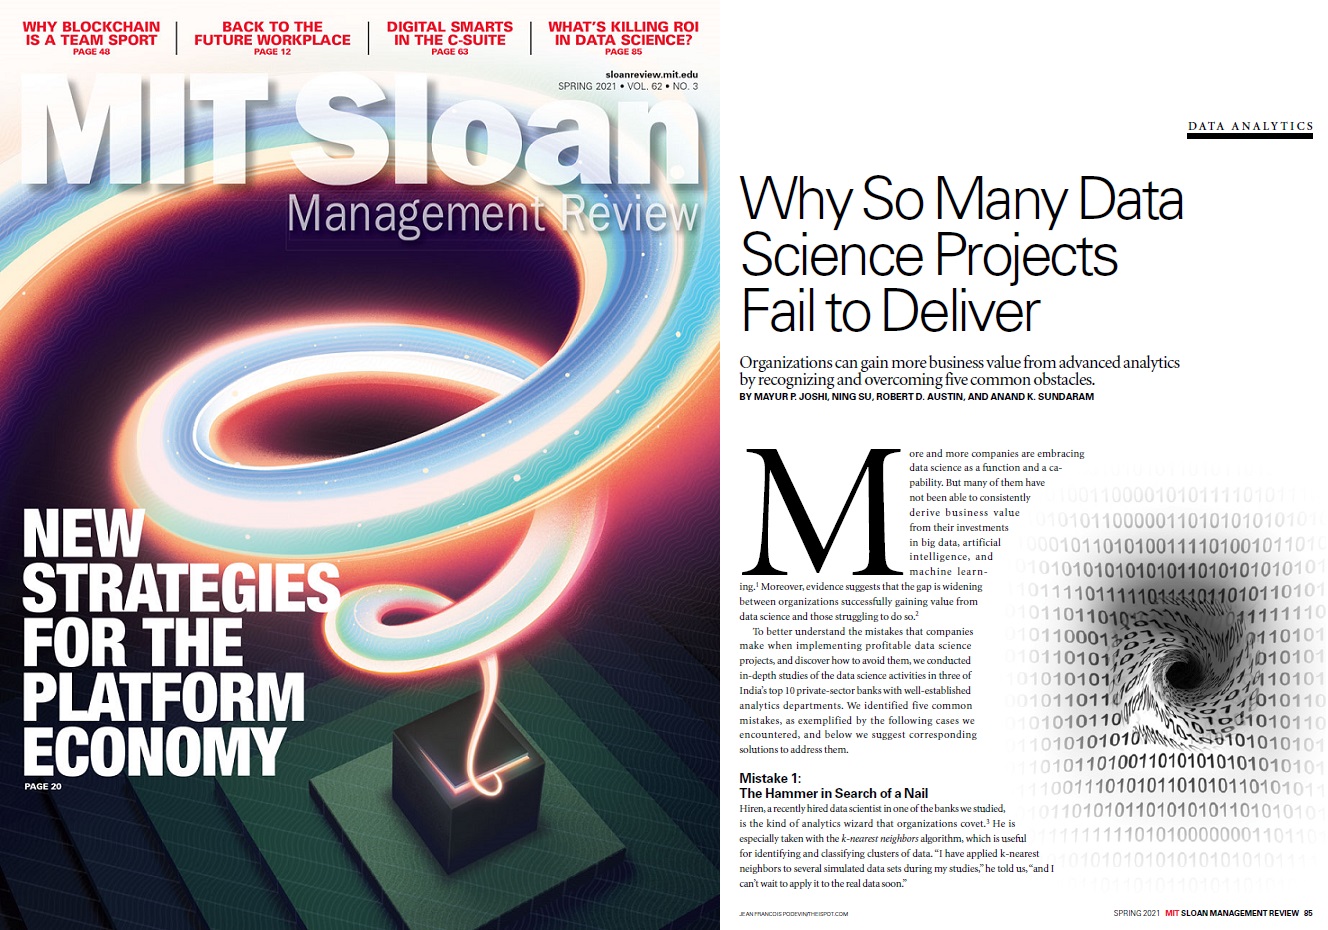 WHY BLOCKCHAIN
IS A TEAM SPORT
PAGE 48
BACK TO THE
FUTURE WORKPLACE
PAGE 12
DIGITAL SMARTS
IN THE C-SUITE
PAGE 63
WHAT'S KILLING ROI
IN DATA SCIENCE?
PAGE 85
sloanreview.mit.edu
SPRING 2021 • VOL. 62 • NO. 3
MIT Sloan
Management Review
NEW
STRATEGIES
FOR THE
PLATFORM
ECONOMY
PAGE 20
DATA ANALYTICS
Why So Many Data
Science Projects
Fail to Deliver
Organizations can gain more business value from advanced analytics
by recognizing and overcoming five common obstacles.
BY MAYUR P. JOSHI, NING SU, ROBERT D. AUSTIN, AND ANAND K. SUNDARAM
More and more companies are embracing
data science as a function and a ca-
pability. But many of them have
not been able to consistently
derive business value
from their investments
in big data, artificial
intelligence, and
machine learn-
ing.¹ Moreover, evidence suggests that the gap is widening
between organizations successfully gaining value from
data science and those struggling to do so.²
To better understand the mistakes that companies
make when implementing profitable data science
projects, and discover how to avoid them, we conducted
in-depth studies of the data science activities in three of
India's top 10 private-sector banks with well-established
analytics departments. We identified five common
mistakes, as exemplified by the following cases we
encountered, and below we suggest corresponding
solutions to address them.
Mistake 1:
The Hammer in Search of a Nail
Hiren, a recently hired data scientist in one of the banks we studied,
is the kind of analytics wizard that organizations covet.³ He is
especially taken with the k-nearest neighbors algorithm, which is useful
for identifying and classifying clusters of data. “I have applied k-nearest
neighbors to several simulated data sets during my studies,” he told us, “and I
can't wait to apply it to the real data soon.”
JEAN FRANCOIS PODEVIN/THEISPOT.COM
SPRING 2021 MIT SLOAN MANAGEMENT REVIEW 85